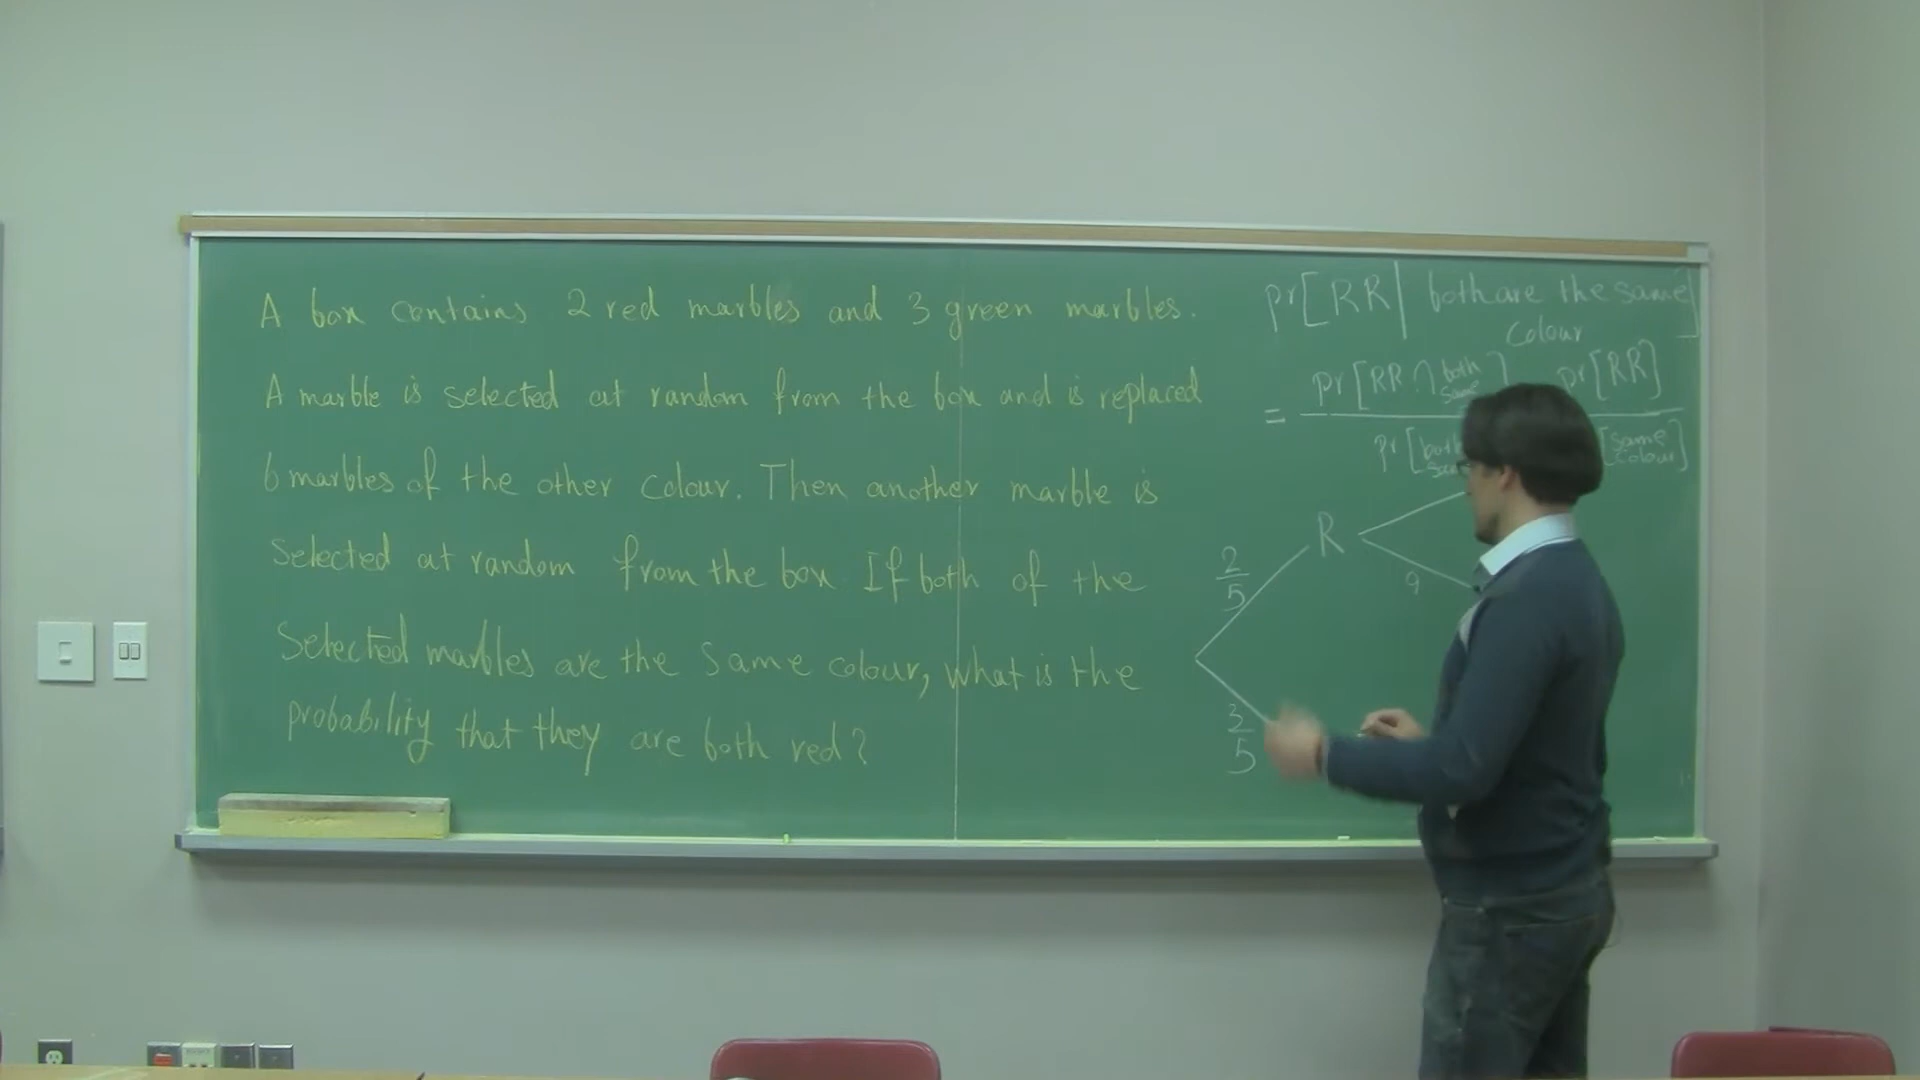 A box contains 2 red marbles and 3 green marbles.
A marble is selected at random from the box and is replaced
6 marbles of the other colour. Then another marble is
selected at random from the box If both of the
Selected marbles are the same colour, what is the
probability that they are both red?
pr[RR| both are the same]
Colour
= pr[RR ∩ both same] pr[RR]
pr[both [same colour]
R
2/5
9
3/5